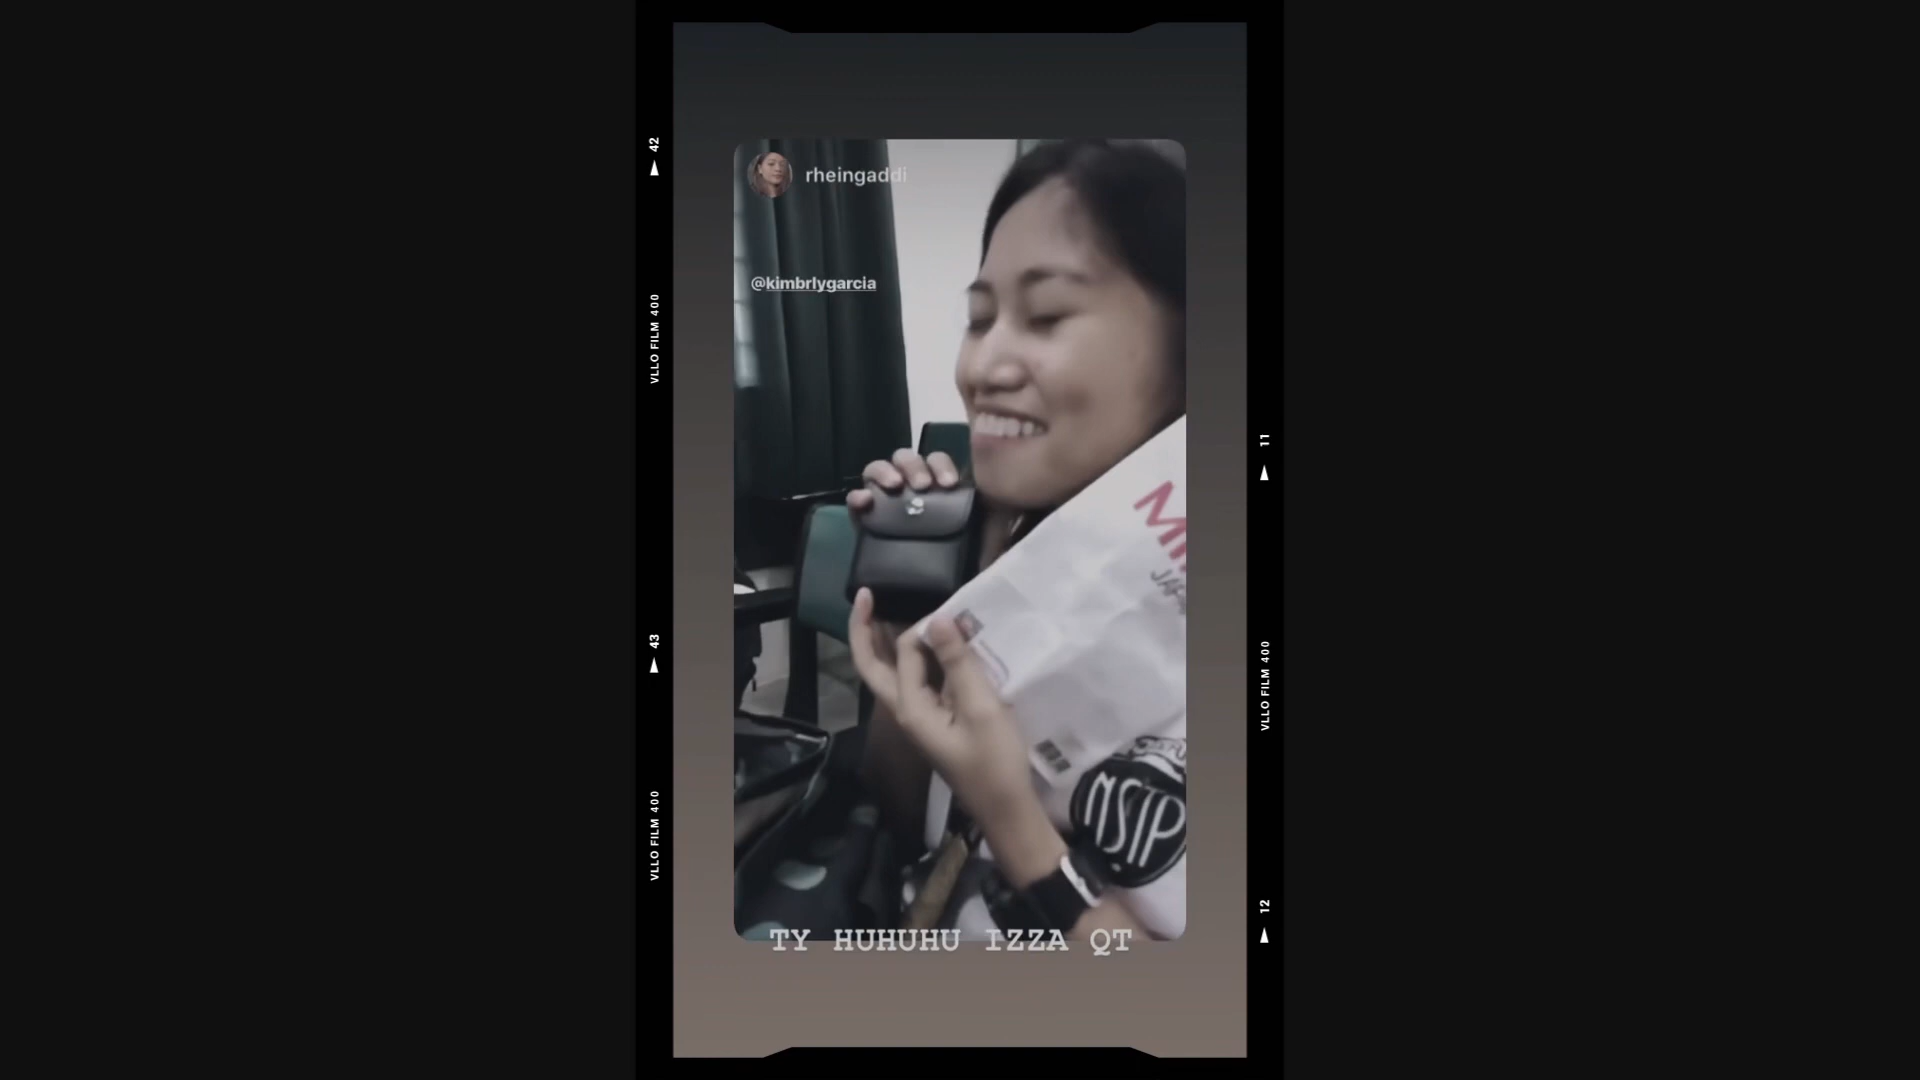 42
VLLO FILM 400
43
VLLO FILM 400
rheingaddi
@kimbrlygarcia
NSTP
TY HUHUHU IZZA QT
11
VLLO FILM 400
12